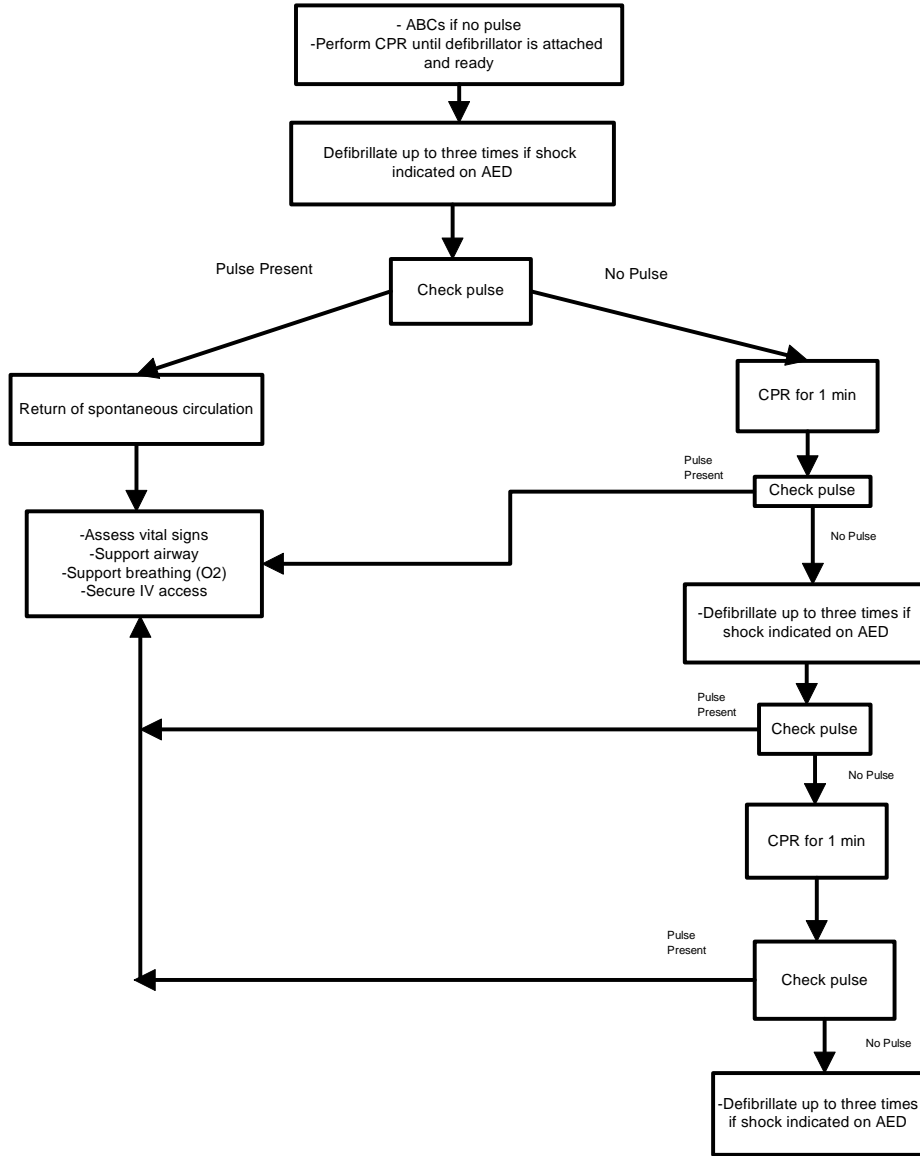 - ABCs if no pulse
-Perform CPR until defibrillator is attached
and ready
Defibrillate up to three times if shock
indicated on AED
Pulse Present
No Pulse
Check pulse
Return of spontaneous circulation
CPR for 1 min
Pulse
Present
Check pulse
No Pulse
-Assess vital signs
-Support airway
-Support breathing (O2)
-Secure IV access
-Defibrillate up to three times if
shock indicated on AED
Pulse
Present
Check pulse
No Pulse
CPR for 1 min
Pulse
Present
Check pulse
No Pulse
-Defibrillate up to three times
if shock indicated on AED